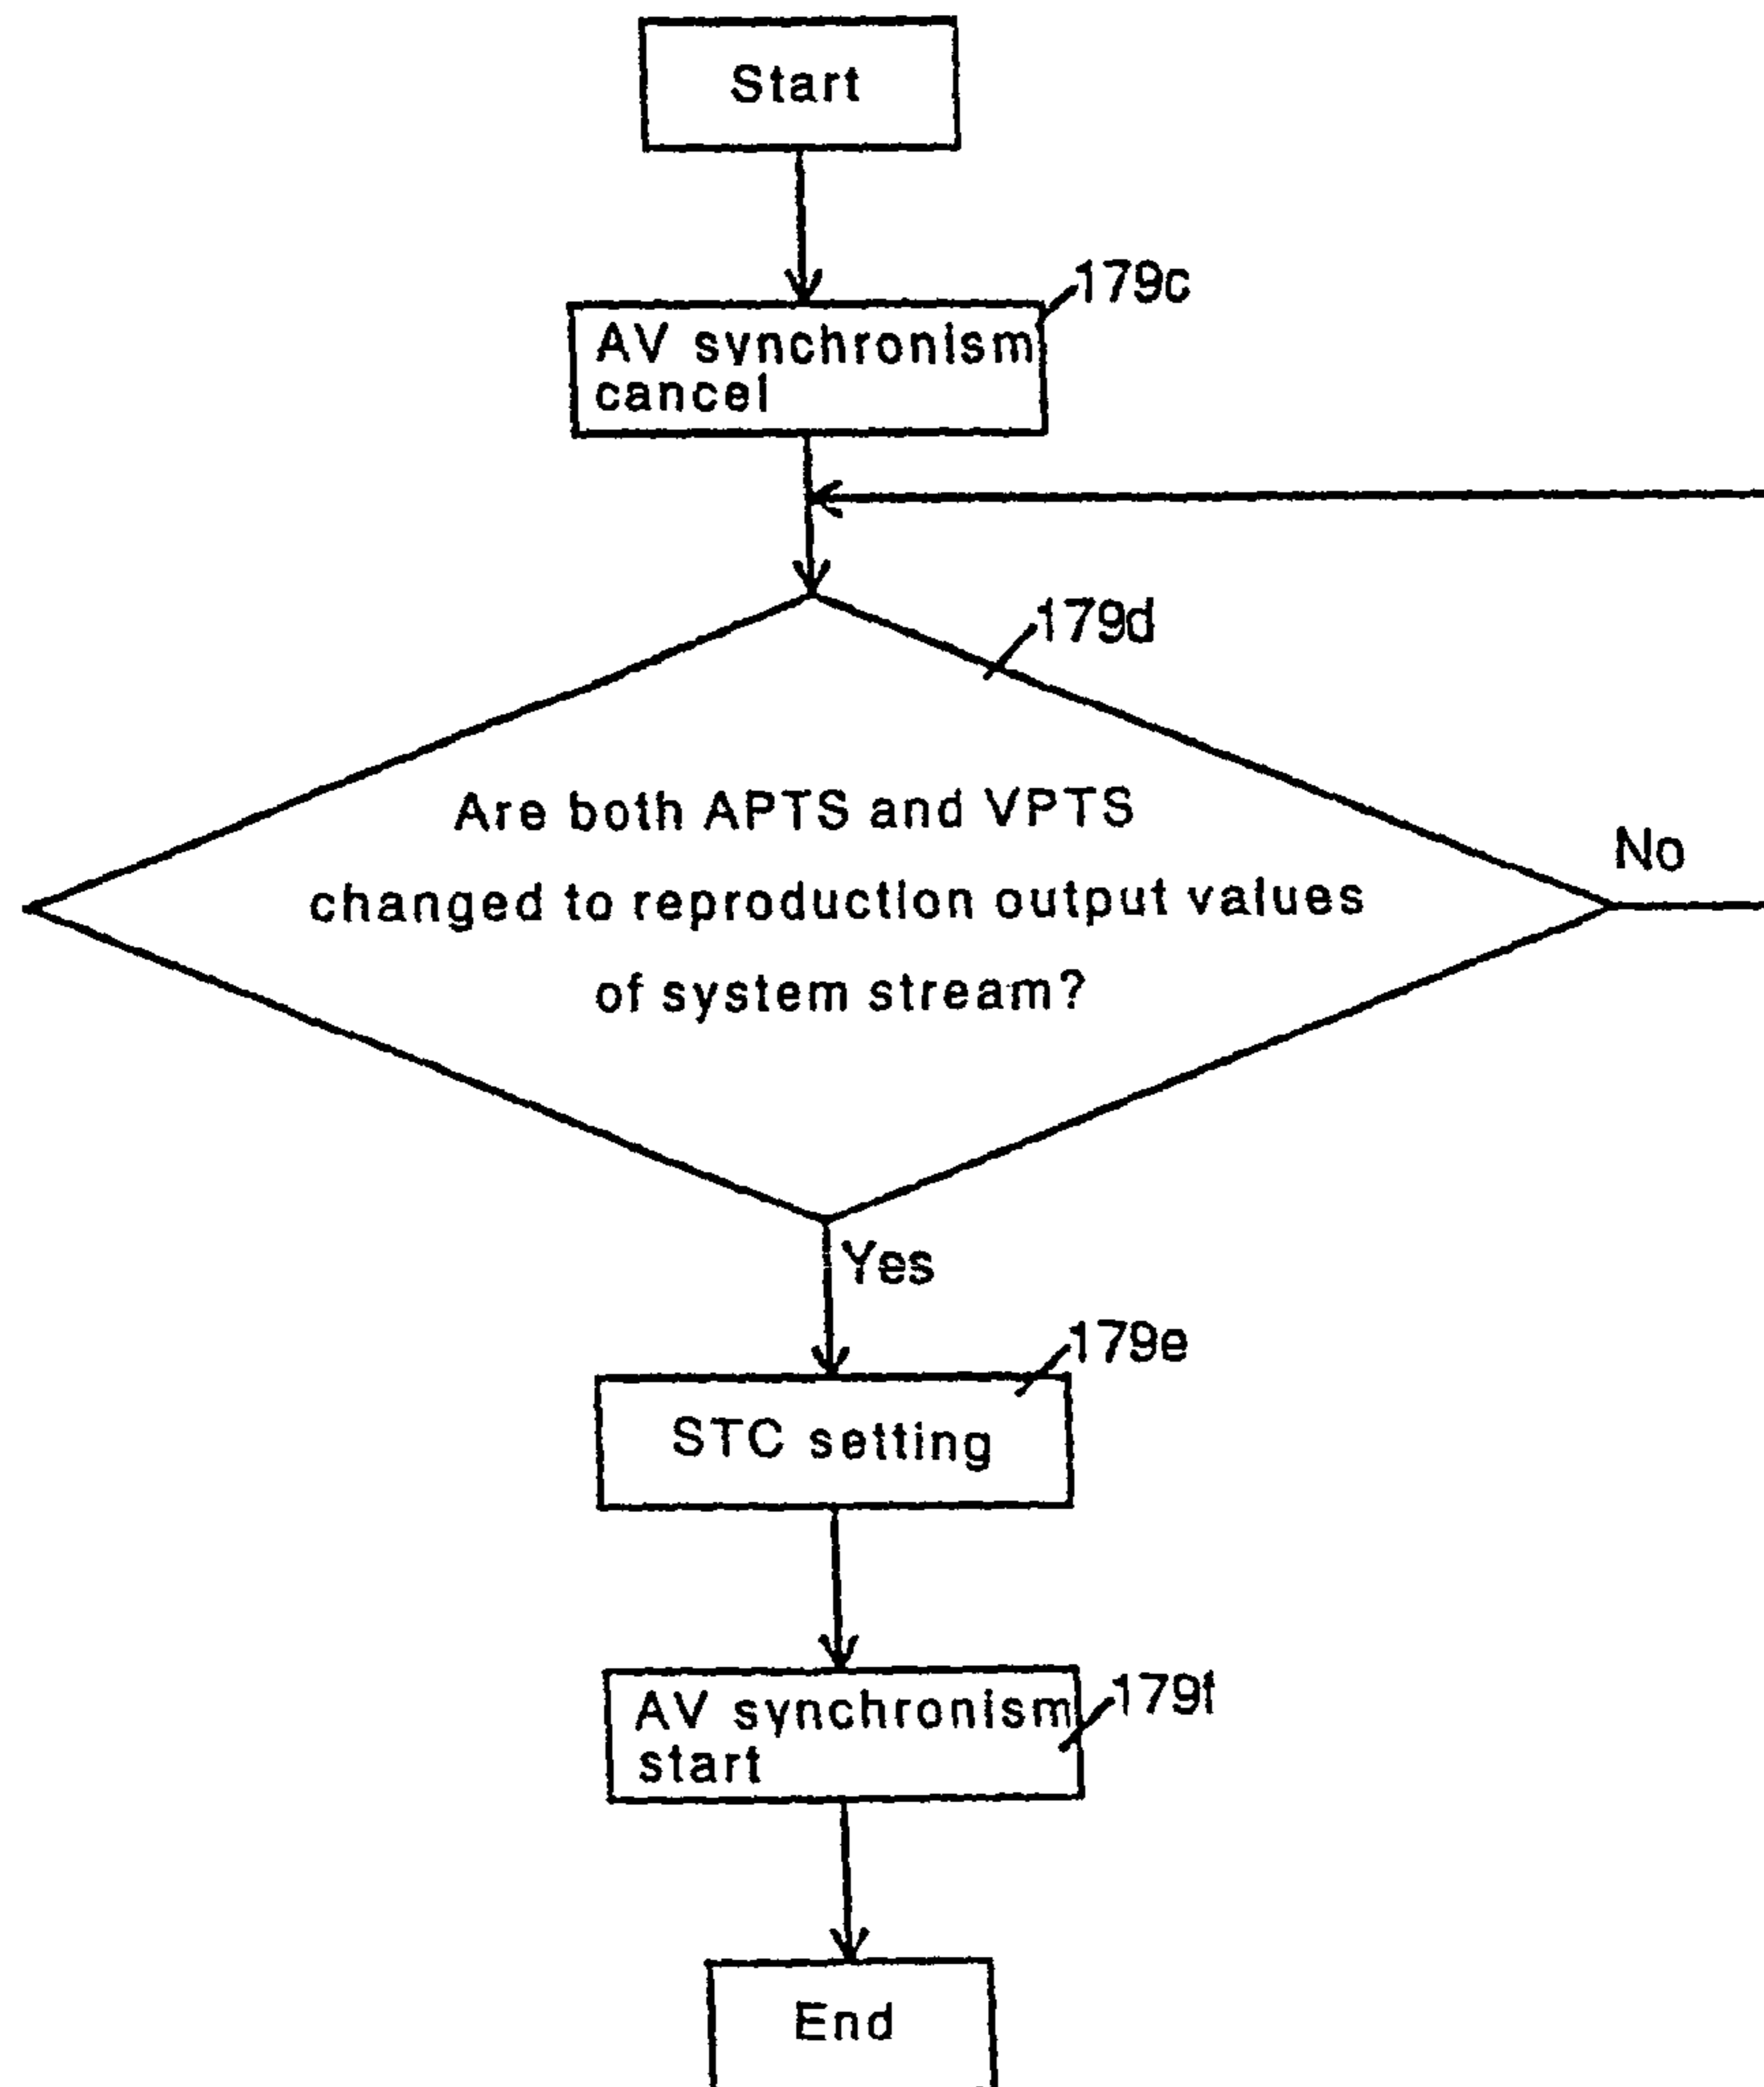 Start
179c
AV synchronism
cancel
179d
Are both APTS and VPTS
changed to reproduction output values
of system stream?
No
Yes
179e
STC setting
179f
AV synchronism
start
End